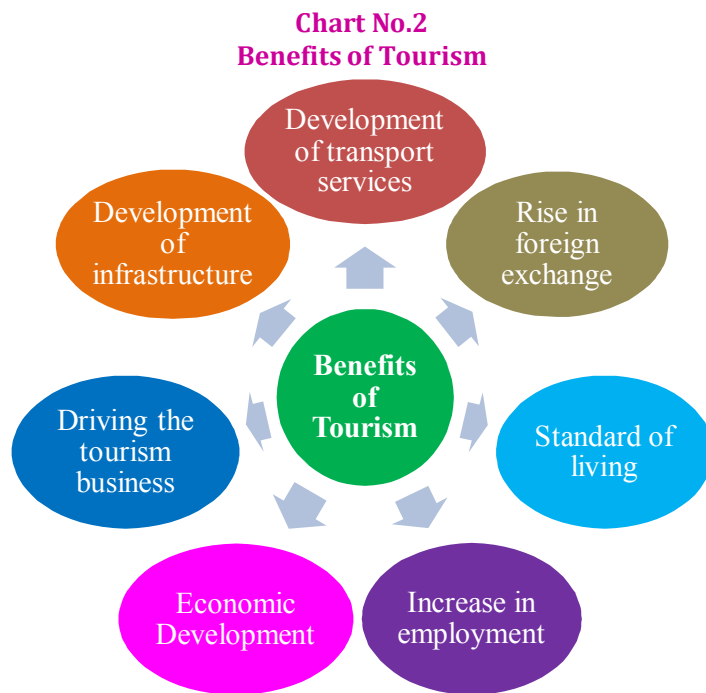 Chart No.2
Benefits of Tourism
Development
of transport
services
Rise in
foreign
exchange
Standard of
living
Increase in
employment
Economic
Development
Driving the
tourism
business
Development
of
infrastructure
Benefits
of
Tourism